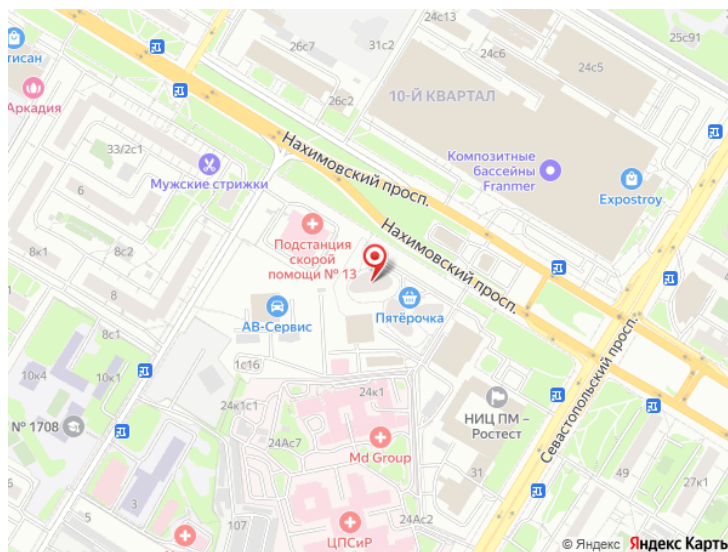 24с13
25с91
31с2
26с7
24с6
24с5
тисан
Аркадия
26с2
10-Й КВАРТАЛ
33/2с1
Нахимовский просп.
Композитные
бассейны
Franmer
Мужские стрижки
6
Expostroy
8к1
8с2
Подстанция
скорой
помощи № 13
Нахимовский просп.
8
АВ-Сервис
Пятёрочка
8с1
1с16
Севастопольский просп.
10к4
10к1
24к1
24к1с1
НИЦ ПМ –
Ростест
№ 1708
24Ас7
Md Group
3
31
49
27к1
5
107
24Ас2
ЦПСиР
© Яндекс Яндекс Карты